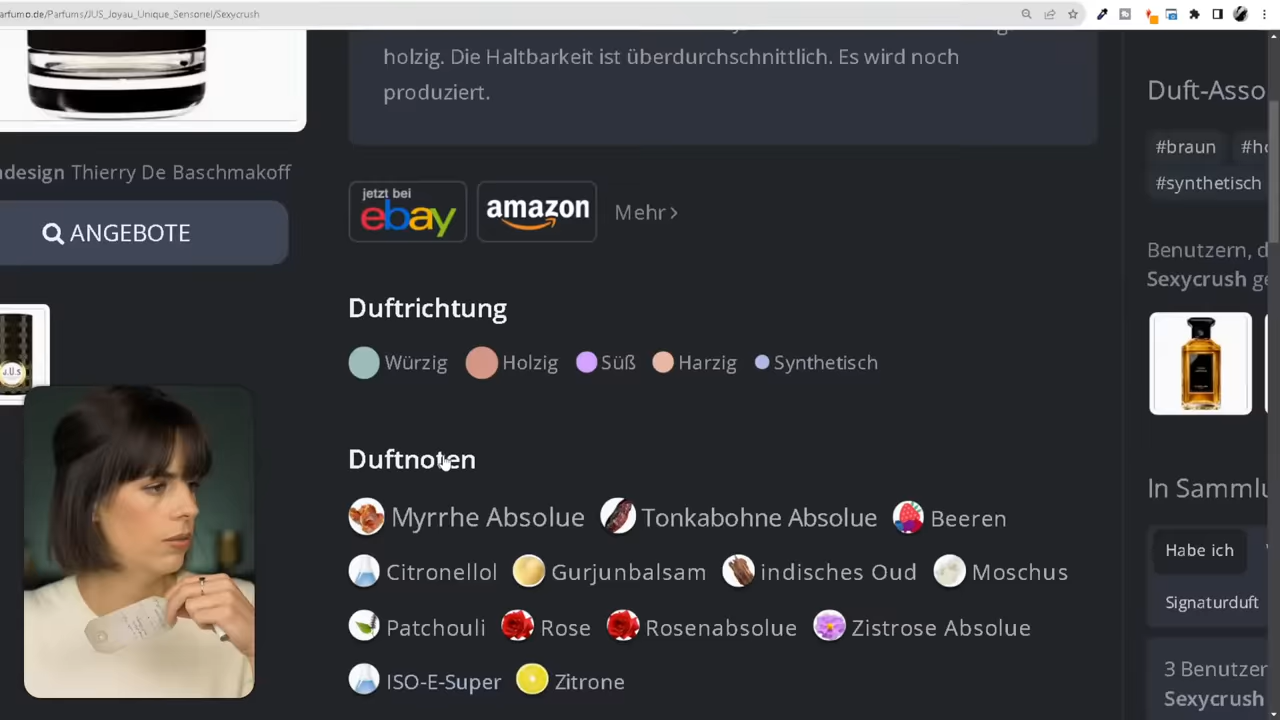 arfumo.de/Parfums/JUS_Joyau_Unique_Sensoriel/Sexycrush
holzig. Die Haltbarkeit ist überdurchschnittlich. Es wird noch
produziert.
Duft-Asso
#braun
#synthetisch
design Thierry De Baschmakoff
ANGEBOTE
jetzt bei
ebay
amazon
Mehr >
Benutzern, d
Sexycrush ge
Duftrichtung
Würzig Holzig Süß Harzig Synthetisch
J.U.S
Duftnoten
Myrrhe Absolue Tonkabohne Absolue Beeren
Citronellol Gurjunbalsam indisches Oud Moschus
Patchouli Rose Rosenabsolue Zistrose Absolue
ISO-E-Super Zitrone
In Sammlu
Habe ich
Signaturduft
3 Benutzer
Sexycrush